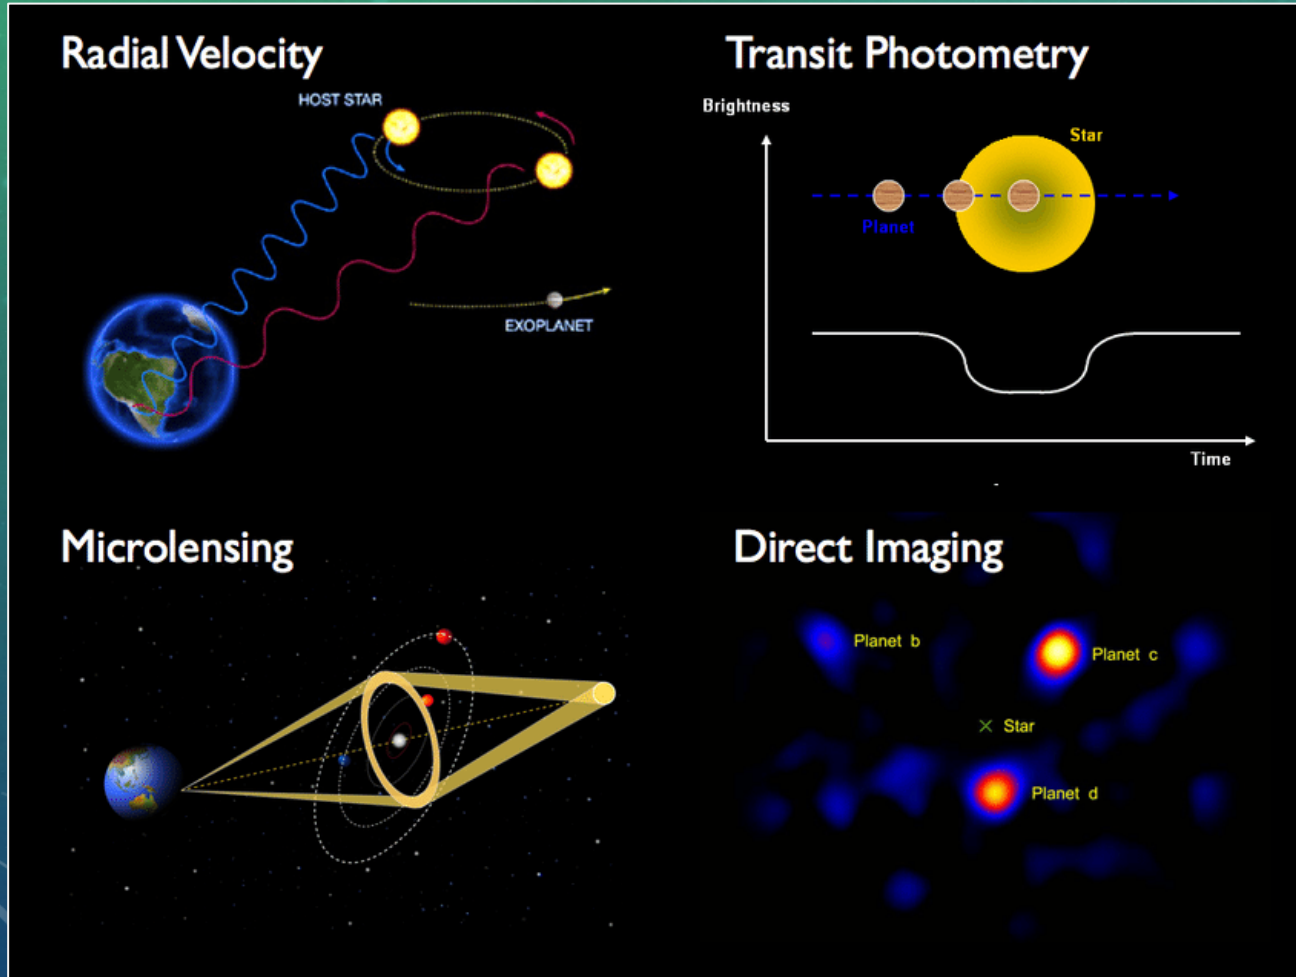 Radial Velocity
HOST STAR
EXOPLANET
Transit Photometry
Brightness
Star
Planet
Time
Microlensing
Direct Imaging
Planet b
Planet c
Star
Planet d